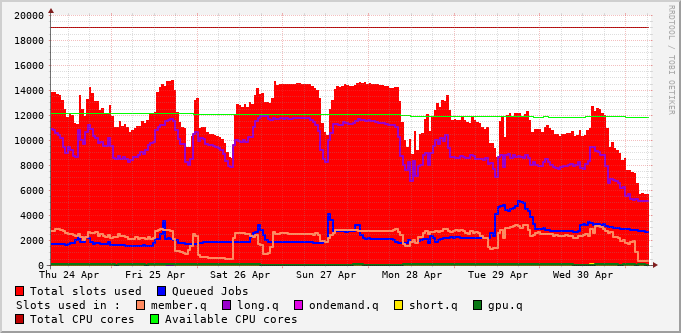 RRDTOOL / TOBI OETIKER
20000
18000
16000
14000
12000
10000
8000
6000
4000
2000
0
Thu 24 Apr Fri 25 Apr Sat 26 Apr Sun 27 Apr Mon 28 Apr Tue 29 Apr Wed 30 Apr
Total slots used Queued Jobs
Slots used in : member.q long.q ondemand.q short.q gpu.q
Total CPU cores Available CPU cores